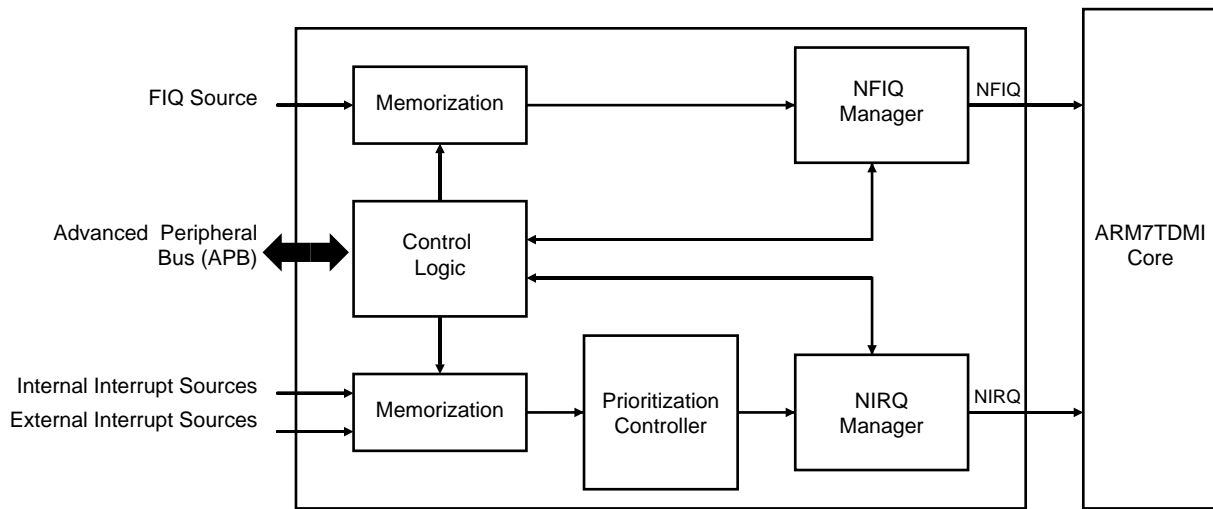 FIQ Source
Memorization
NFIQ
Manager
NFIQ
Advanced Peripheral
Bus (APB)
Control
Logic
ARM7TDMI
Core
Internal Interrupt Sources
External Interrupt Sources
Memorization
Prioritization
Controller
NIRQ
Manager
NIRQ